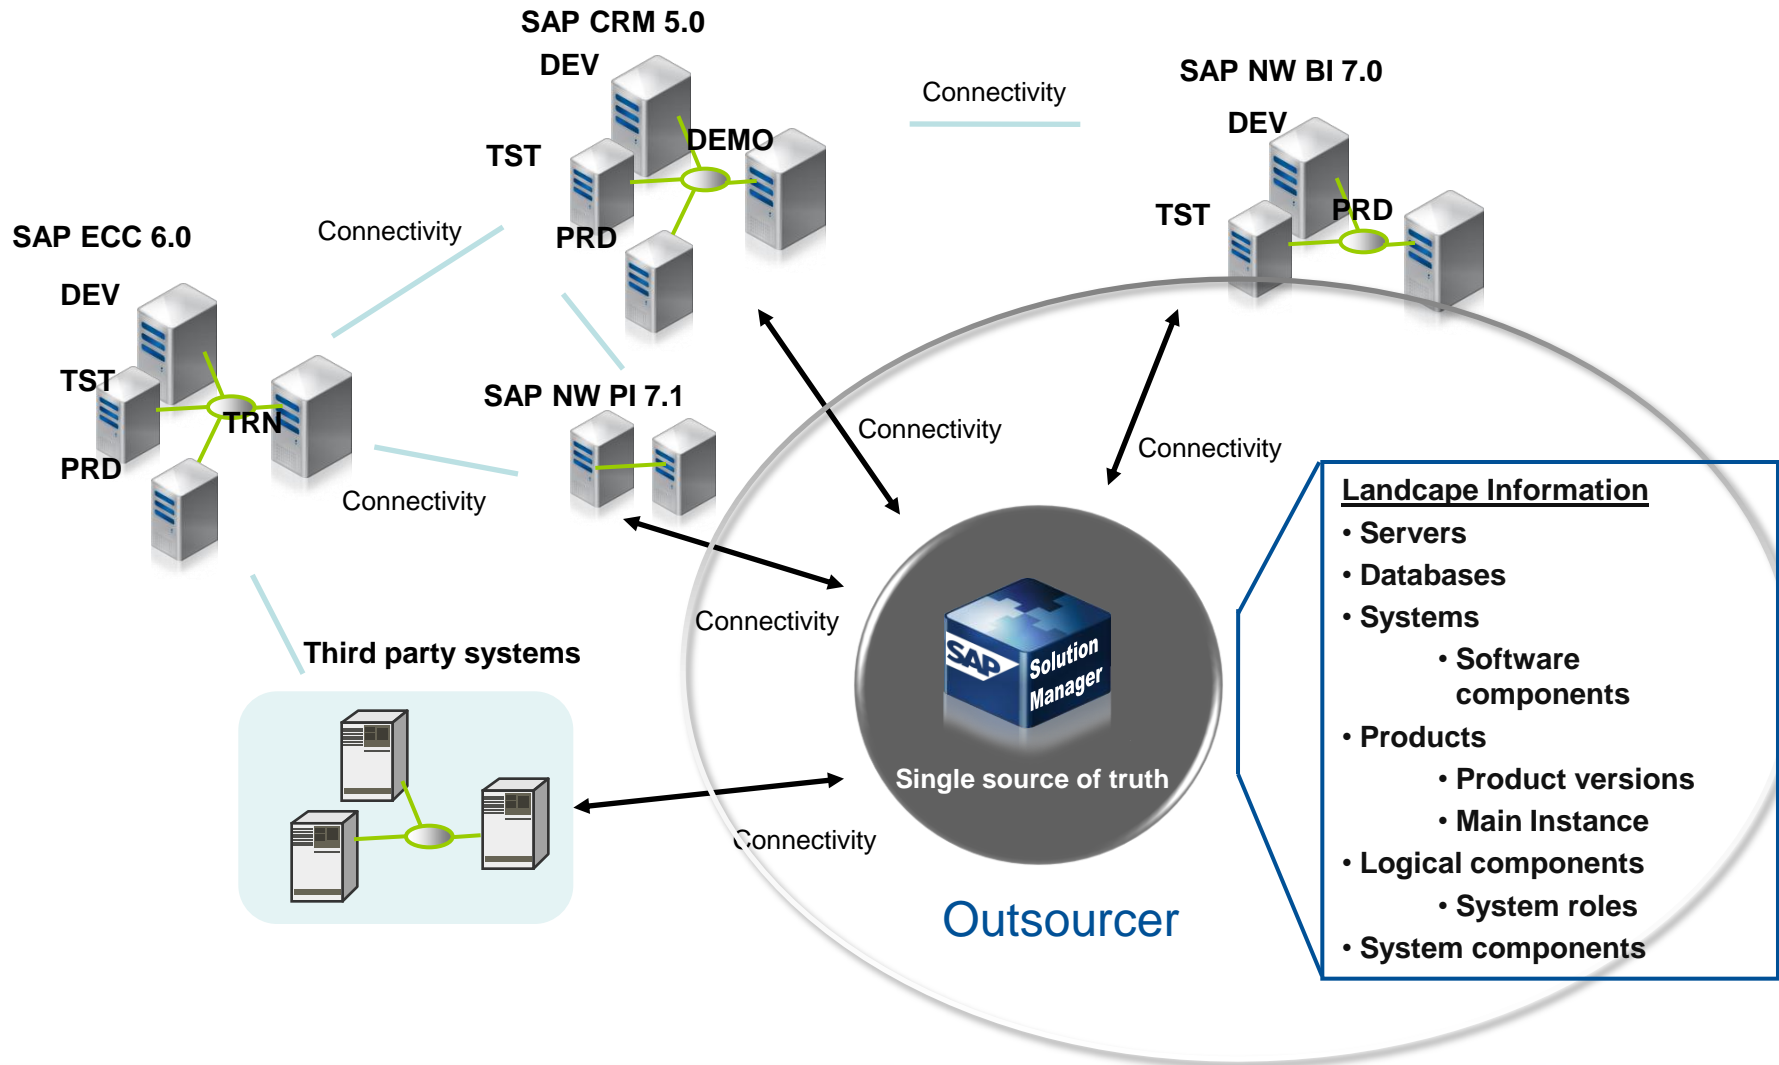 SAP CRM 5.0
DEV
DEMO
TST
PRD
Connectivity
SAP NW BI 7.0
DEV
TST
PRD
SAP ECC 6.0
DEV
TST
TRN
PRD
Connectivity
SAP NW PI 7.1
Connectivity
Connectivity
Connectivity
Connectivity
Third party systems
Connectivity
SAP
Solution
Manager
Single source of truth
Outsourcer
Landcape Information
• Servers
• Databases
• Systems
• Software
components
• Products
• Product versions
• Main Instance
• Logical components
• System roles
• System components